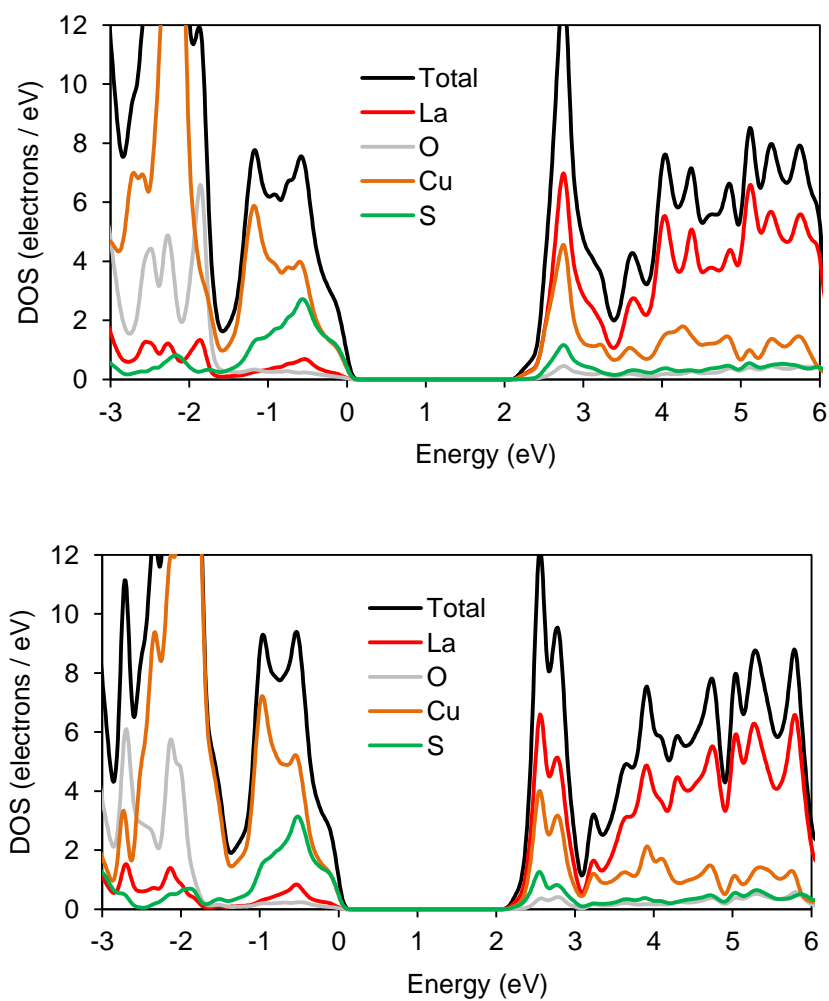 12
10
8
6
4
2
0
DOS (electrons / eV)
Total
La
O
Cu
S
-3 -2 -1 0 1 2 3 4 5 6
Energy (eV)
12
10
8
6
4
2
0
DOS (electrons / eV)
Total
La
O
Cu
S
-3 -2 -1 0 1 2 3 4 5 6
Energy (eV)